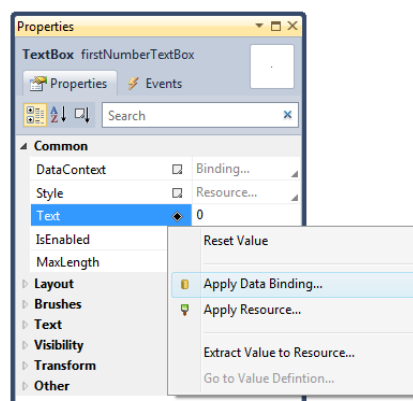 Properties
TextBox firstNumberTextBox
Properties Events
Search
Common
DataContext Binding...
Style Resource...
Text 0
IsEnabled
Reset Value
MaxLength
Layout
Apply Data Binding...
Brushes
Apply Resource...
Text
Visibility
Extract Value to Resource...
Transform
Go to Value Defintion...
Other